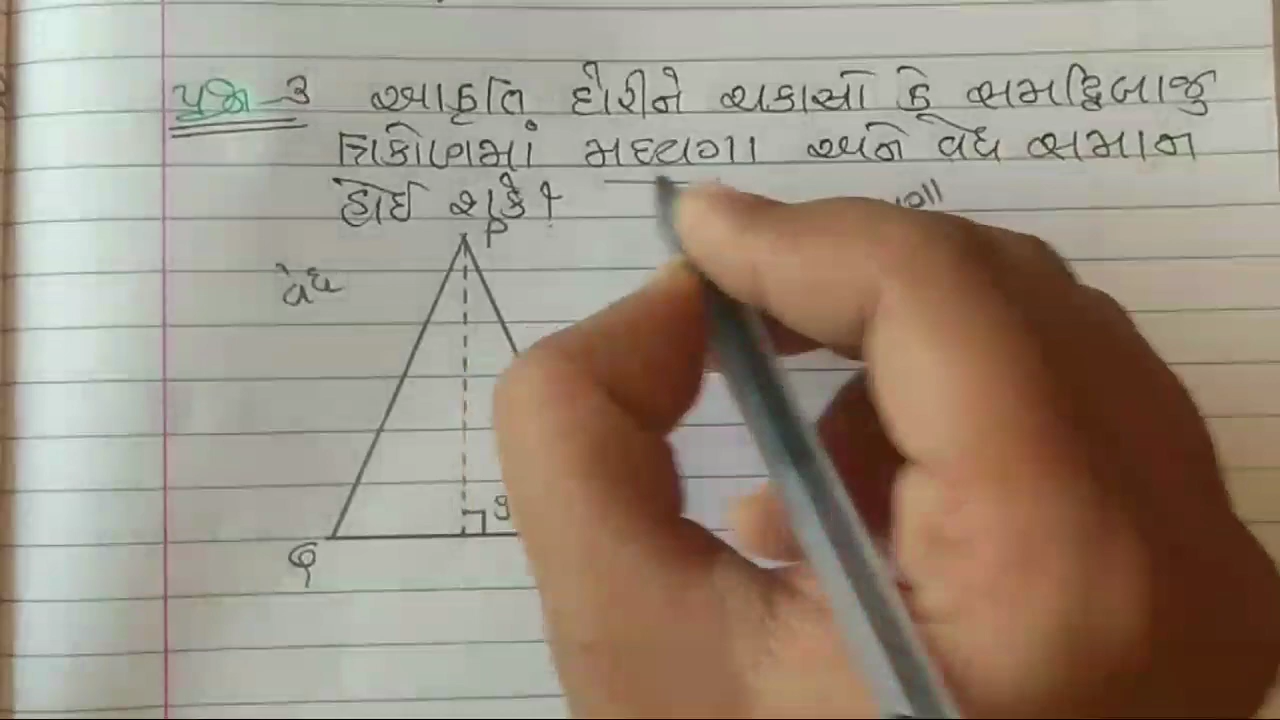 પ્રશ્ન-૩ આકૃતિ દોરીને ચકાસો કે સમદ્વિબાજુ
ત્રિકોણમાં મધ્યગા અને વેધ સમાન
હોઈ શકે?
P
વેધ
Q